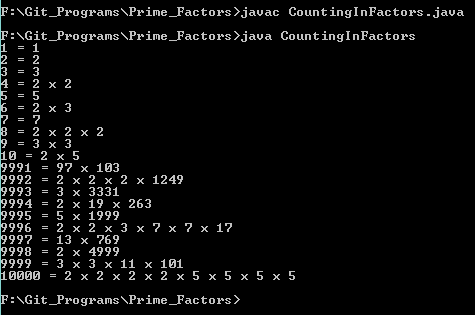 F:\Git_Programs\Prime_Factors>javac CountingInFactors.java
F:\Git_Programs\Prime_Factors>java CountingInFactors
1 = 1
2 = 2
3 = 3
4 = 2 x 2
5 = 5
6 = 2 x 3
7 = 7
8 = 2 x 2 x 2
9 = 3 x 3
10 = 2 x 5
9991 = 97 x 103
9992 = 2 x 2 x 2 x 1249
9993 = 3 x 3331
9994 = 2 x 19 x 263
9995 = 5 x 1999
9996 = 2 x 2 x 3 x 7 x 7 x 17
9997 = 13 x 769
9998 = 2 x 4999
9999 = 3 x 3 x 11 x 101
10000 = 2 x 2 x 2 x 2 x 5 x 5 x 5 x 5
F:\Git_Programs\Prime_Factors>